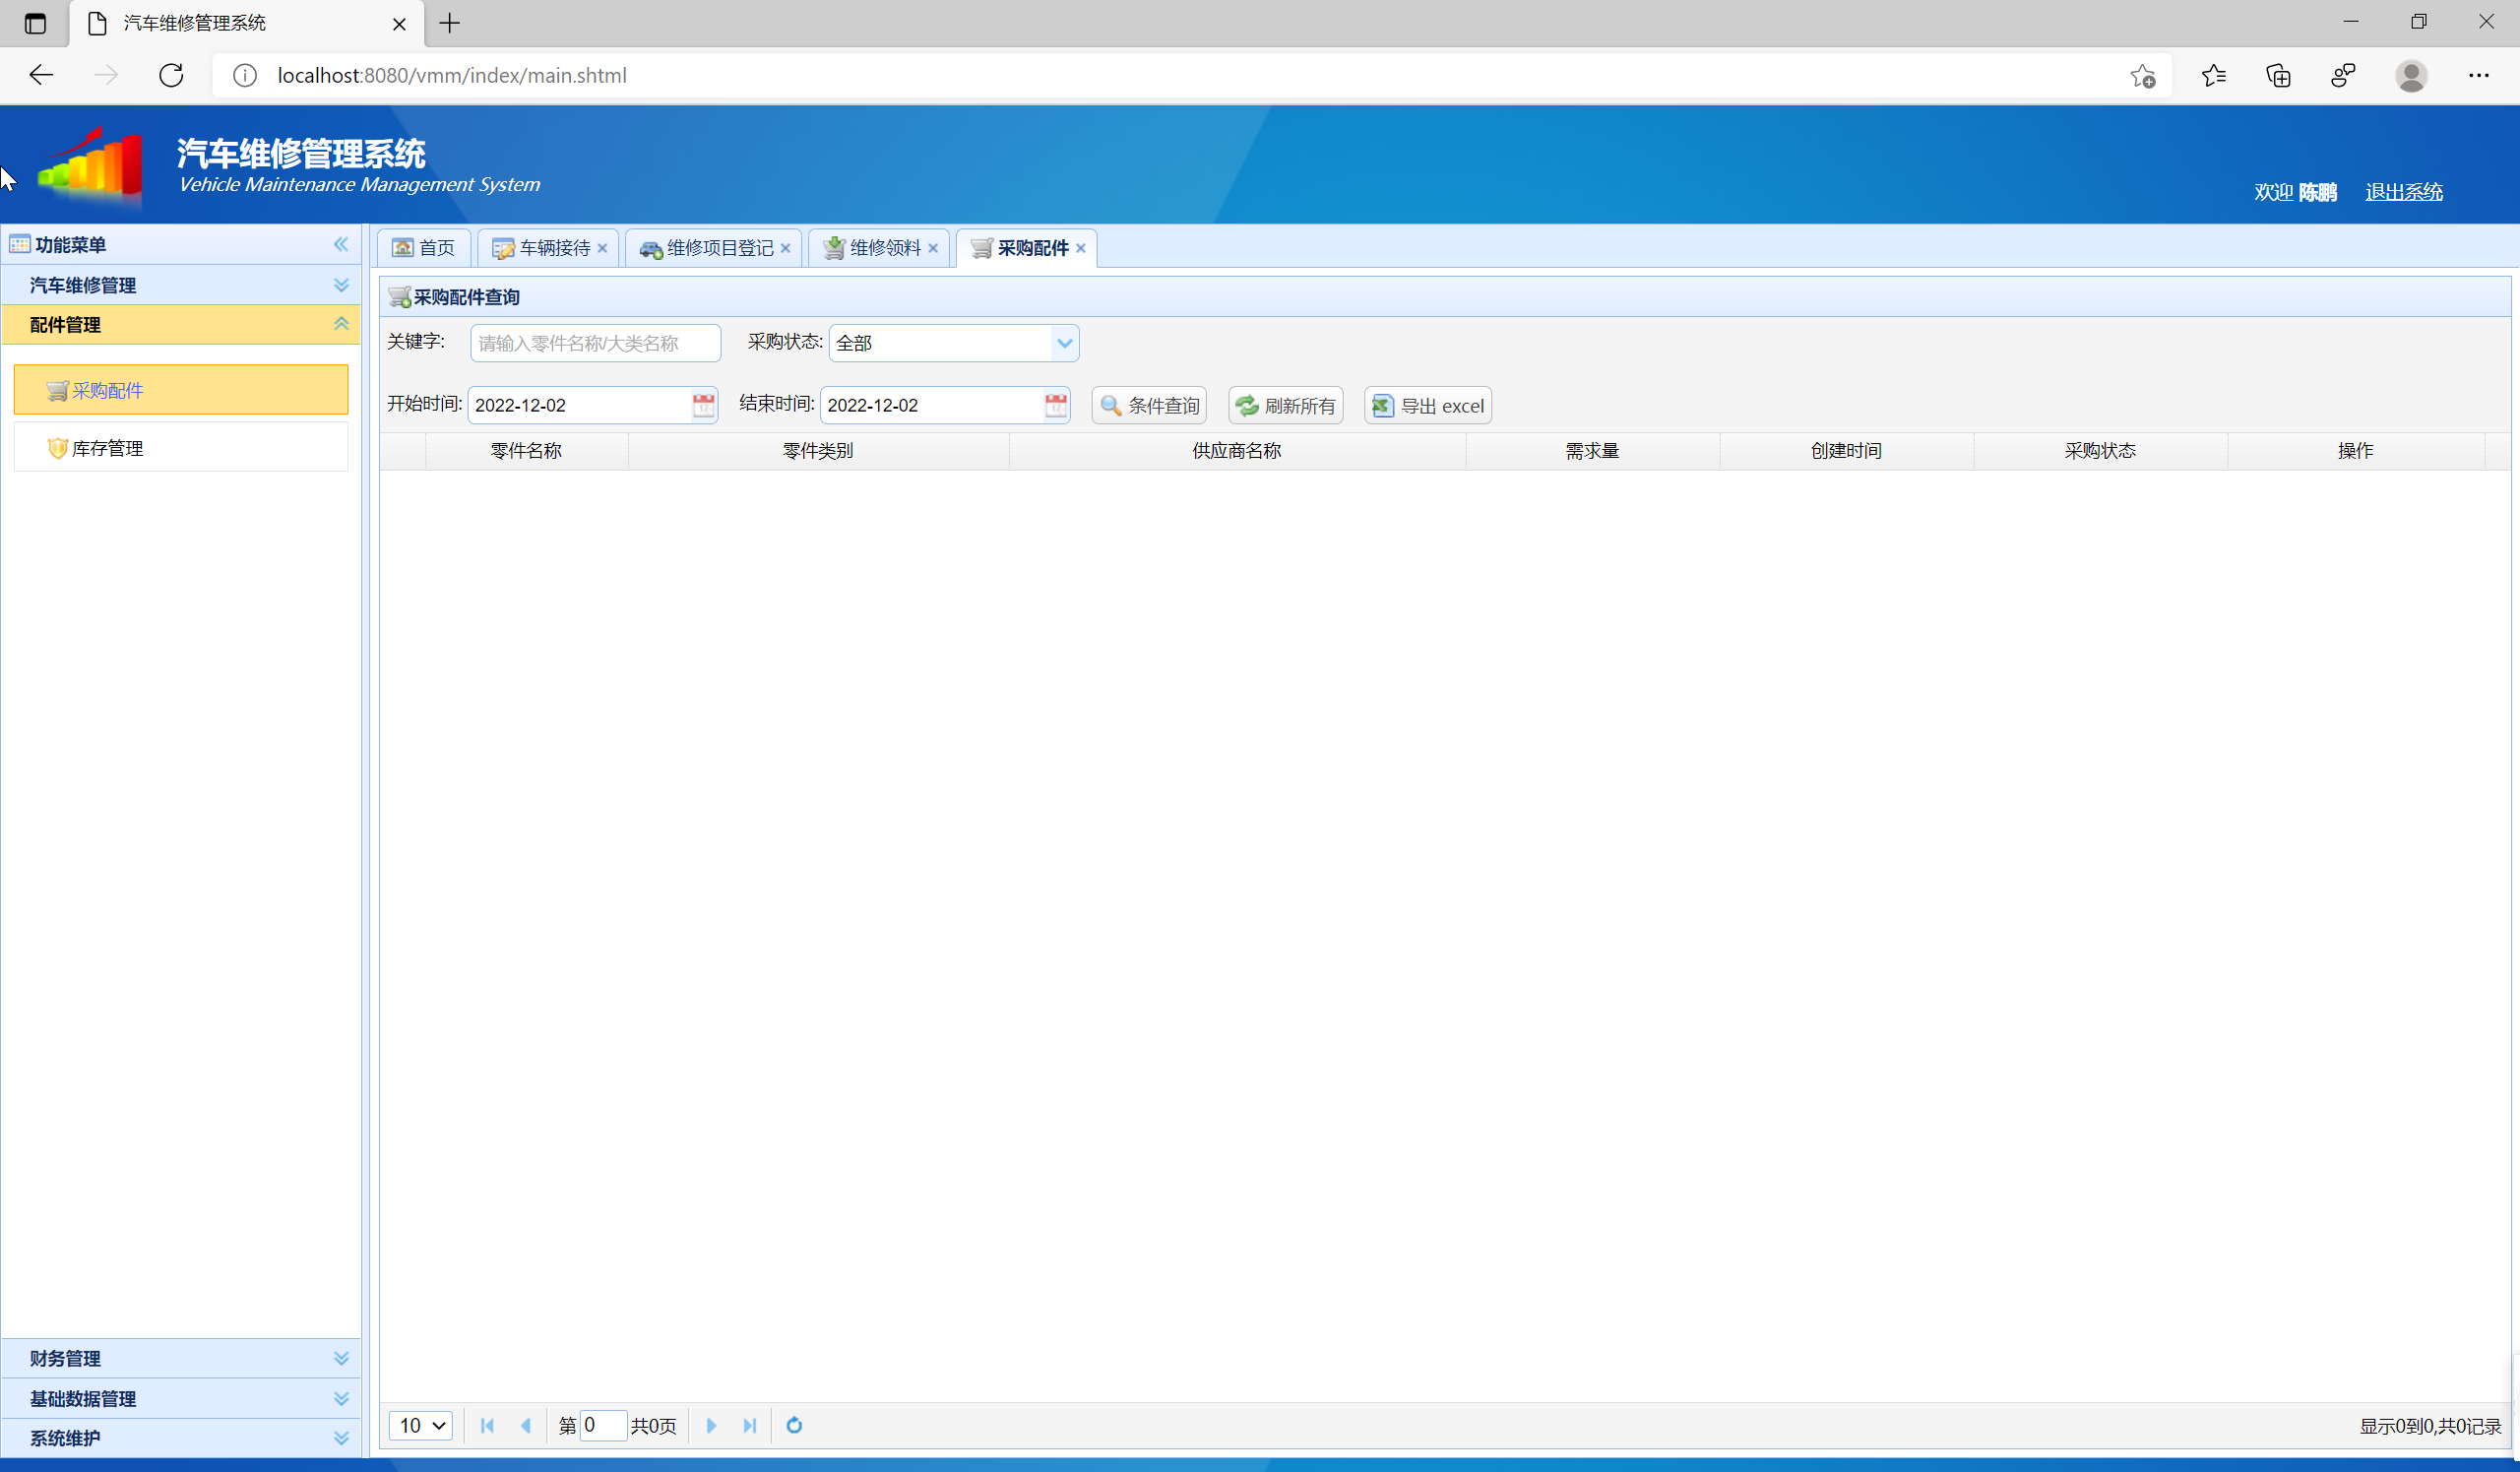 汽车维修管理系统
localhost:8080/vmm/index/main.shtml
汽车维修管理系统
Vehicle Maintenance Management System
欢迎 陈鹏 退出系统
功能菜单
汽车维修管理
配件管理
采购配件
库存管理
财务管理
基础数据管理
系统维护
首页 车辆接待 维修项目登记 维修领料 采购配件
采购配件查询
关键字: 请输入零件名称/大类名称 采购状态: 全部
开始时间: 2022-12-02 结束时间: 2022-12-02 条件查询 刷新所有 导出 excel
零件名称 零件类别 供应商名称 需求量 创建时间 采购状态 操作
10 第 0 共0页 显示0到0,共0记录